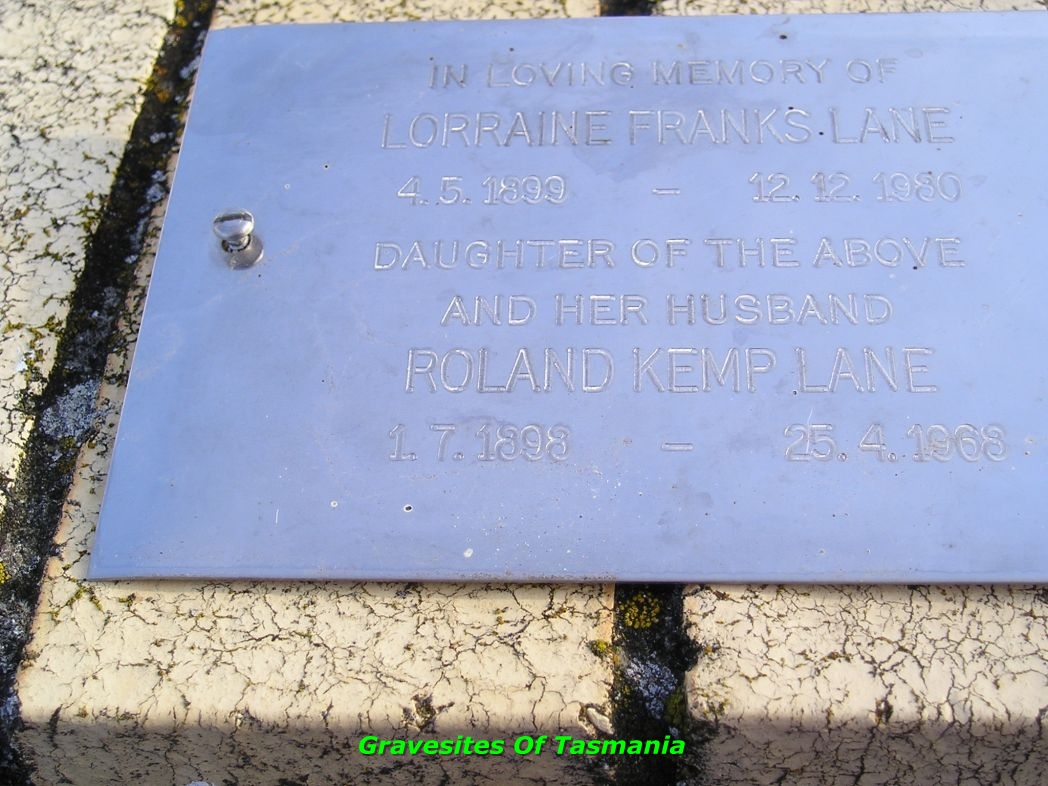 IN LOVING MEMORY OF
LORRAINE FRANKS LANE
4.5.1899 – 12.12.1980
DAUGHTER OF THE ABOVE
AND HER HUSBAND
ROLAND KEMP LANE
1.7.1898 – 25.4.1968
Gravesites Of Tasmania